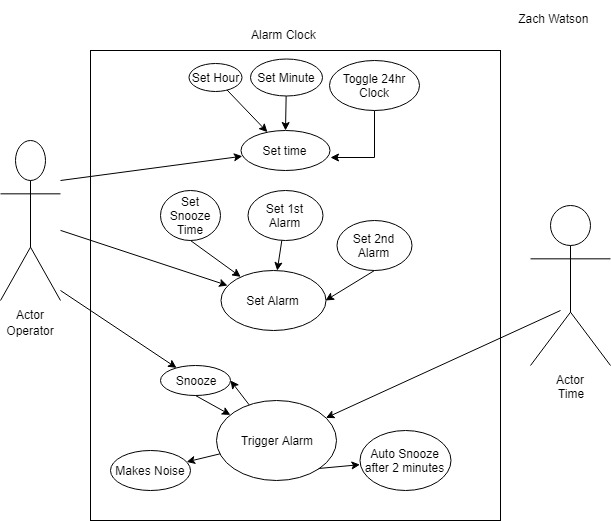 Zach Watson
Alarm Clock
Set Hour
Set Minute
Toggle 24hr
Clock
Set time
Set
Snooze
Time
Set 1st
Alarm
Set 2nd
Alarm
Set Alarm
Actor
Operator
Snooze
Actor
Time
Trigger Alarm
Makes Noise
Auto Snooze
after 2 minutes